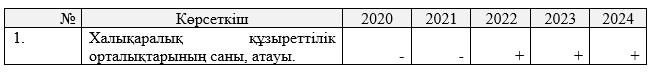 № Көрсеткіш 2020 2021 2022 2023 2024
1. Халықаралық құзыреттілік
орталықтарының саны, атауы. - - + + +